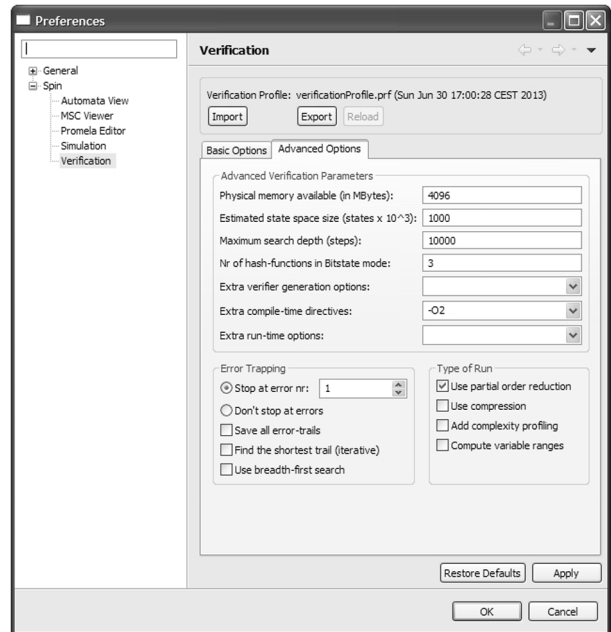 Preferences
Verification
General
Spin
Automata View
MSC Viewer
Promela Editor
Simulation
Verification
Verification Profile: verificationProfile.prf (Sun Jun 30 17:00:28 CEST 2013)
Import Export Reload
Basic Options Advanced Options
Advanced Verification Parameters
Physical memory available (in MBytes): 4096
Estimated state space size (states x 10^3): 1000
Maximum search depth (steps): 10000
Nr of hash-functions in Bitstate mode: 3
Extra verifier generation options:
Extra compile-time directives: -O2
Extra run-time options:
Error Trapping
Stop at error nr: 1
Don't stop at errors
Save all error-trails
Find the shortest trail (iterative)
Use breadth-first search
Type of Run
Use partial order reduction
Use compression
Add complexity profiling
Compute variable ranges
Restore Defaults Apply
OK Cancel